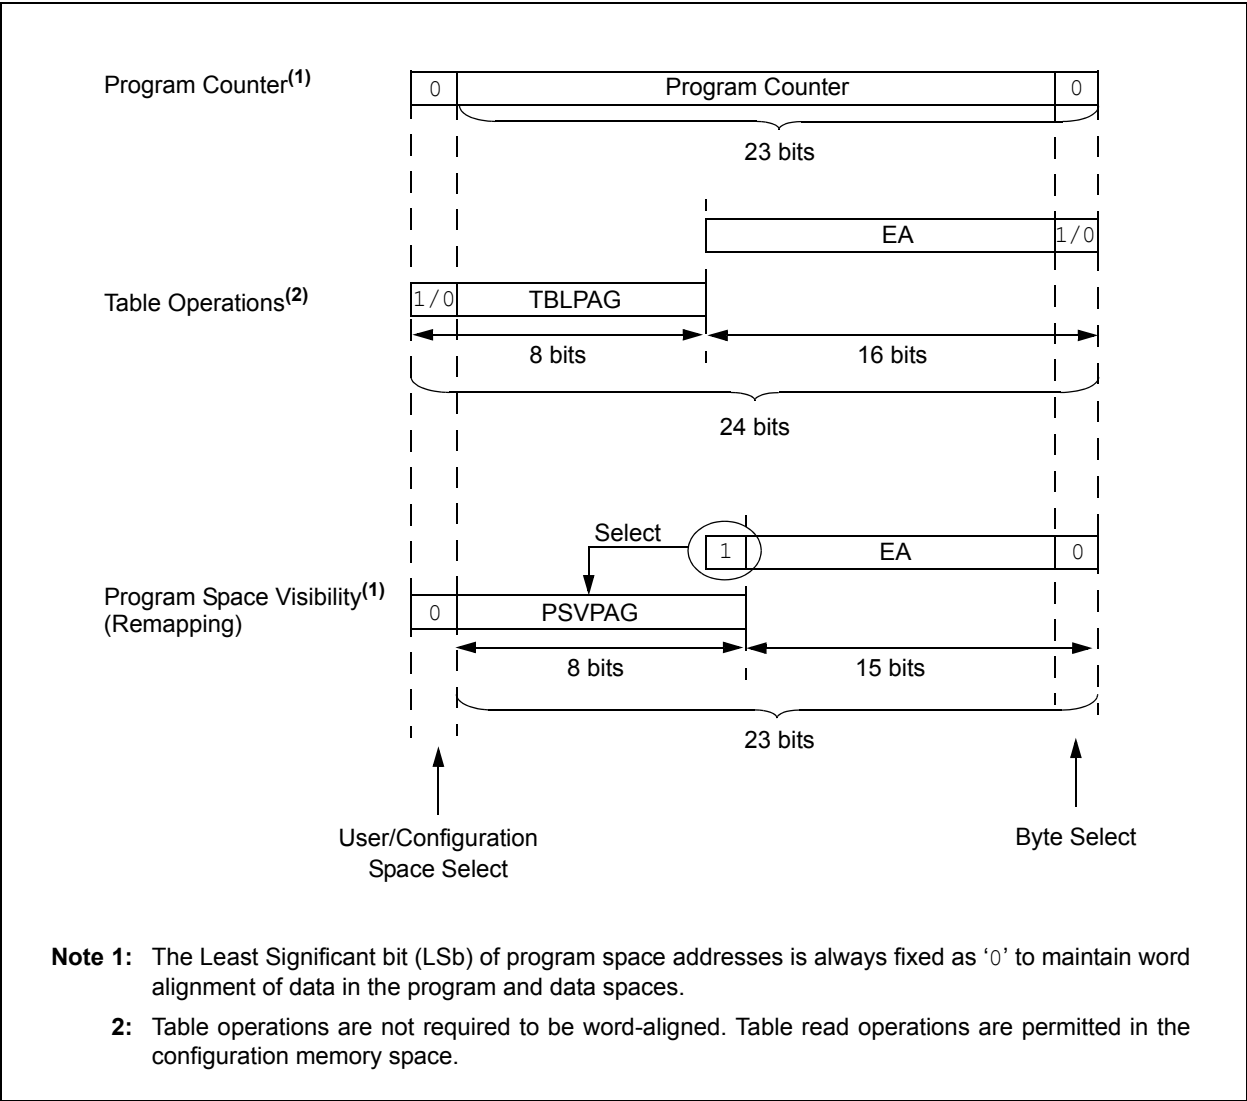 Program Counter(1)
0 Program Counter 0
23 bits
EA 1/0
Table Operations(2)
1/0 TBLPAG
8 bits 16 bits
24 bits
Select
1 EA 0
Program Space Visibility(1)
(Remapping)
0 PSVPAG
8 bits 15 bits
23 bits
User/Configuration
Space Select
Byte Select
Note 1: The Least Significant bit (LSb) of program space addresses is always fixed as ‘0’ to maintain word
alignment of data in the program and data spaces.
2: Table operations are not required to be word-aligned. Table read operations are permitted in the
configuration memory space.